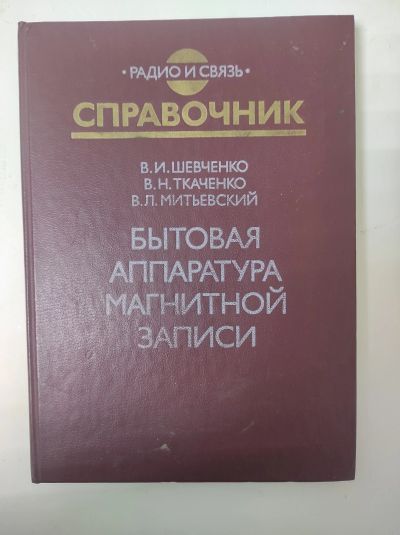 • РАДИО И СВЯЗЬ •
СПРАВОЧНИК
В.И.ШЕВЧЕНКО
В.Н.ТКАЧЕНКО
В.Л.МИТЬЕВСКИЙ
БЫТОВАЯ
АППАРАТУРА
МАГНИТНОЙ
ЗАПИСИ